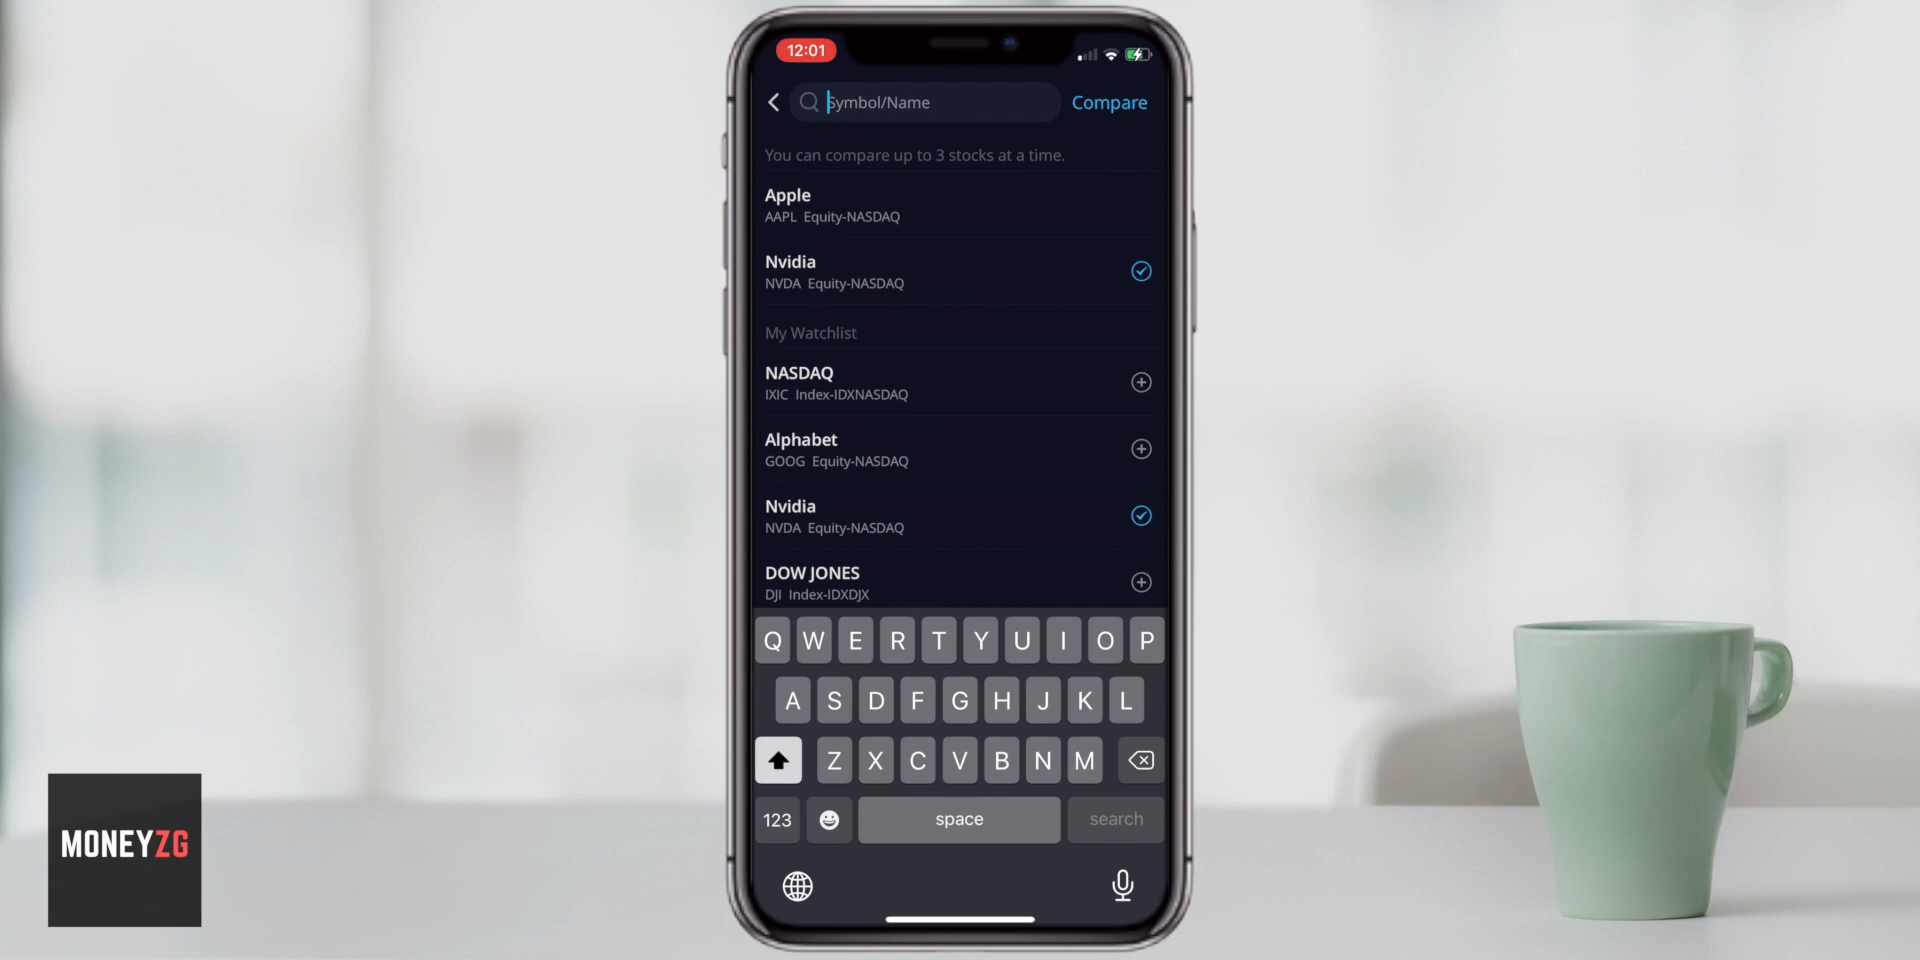 12:01
Symbol/Name
Compare
You can compare up to 3 stocks at a time.
Apple
AAPL Equity-NASDAQ
Nvidia
NVDA Equity-NASDAQ
My Watchlist
NASDAQ
IXIC Index-IDXNASDAQ
Alphabet
GOOG Equity-NASDAQ
Nvidia
NVDA Equity-NASDAQ
DOW JONES
DJI Index-IDXDJX
Q W E R T Y U I O P
A S D F G H J K L
Z X C V B N M
123 space search
MONEYZG